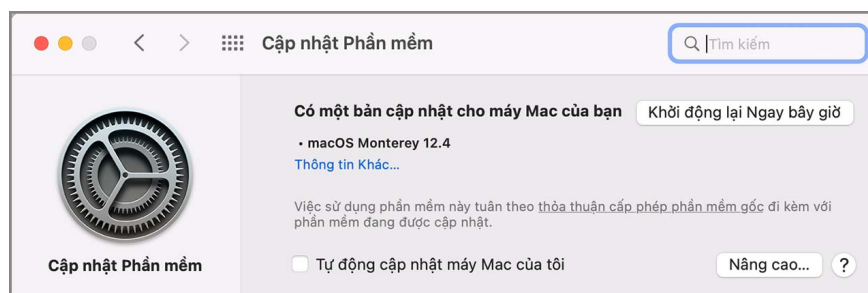 Cập nhật Phần mềm
Tìm kiếm
Có một bản cập nhật cho máy Mac của bạn
Khởi động lại Ngay bây giờ
• macOS Monterey 12.4
Thông tin Khác...
Việc sử dụng phần mềm này tuân theo thỏa thuận cấp phép phần mềm gốc đi kèm với
phần mềm đang được cập nhật.
Cập nhật Phần mềm
Tự động cập nhật máy Mac của tôi
Nâng cao...
?